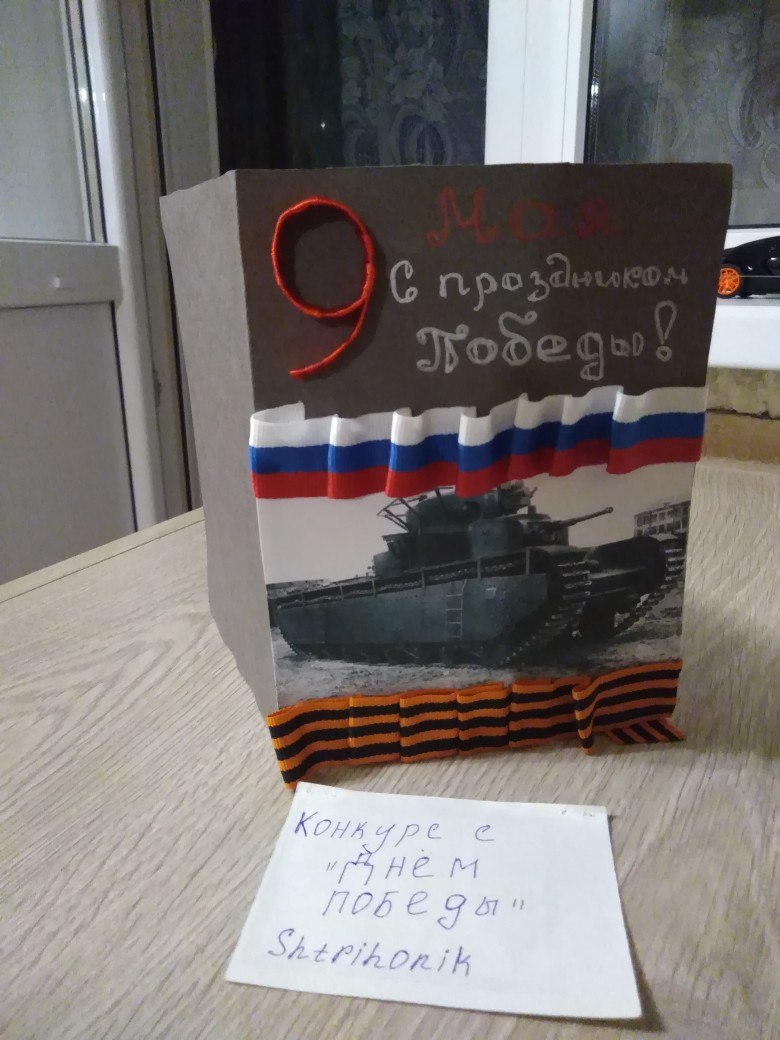 9 Мая
С праздником
Победы!
Конкурс с
"Днём
победы"
Shtrihonik